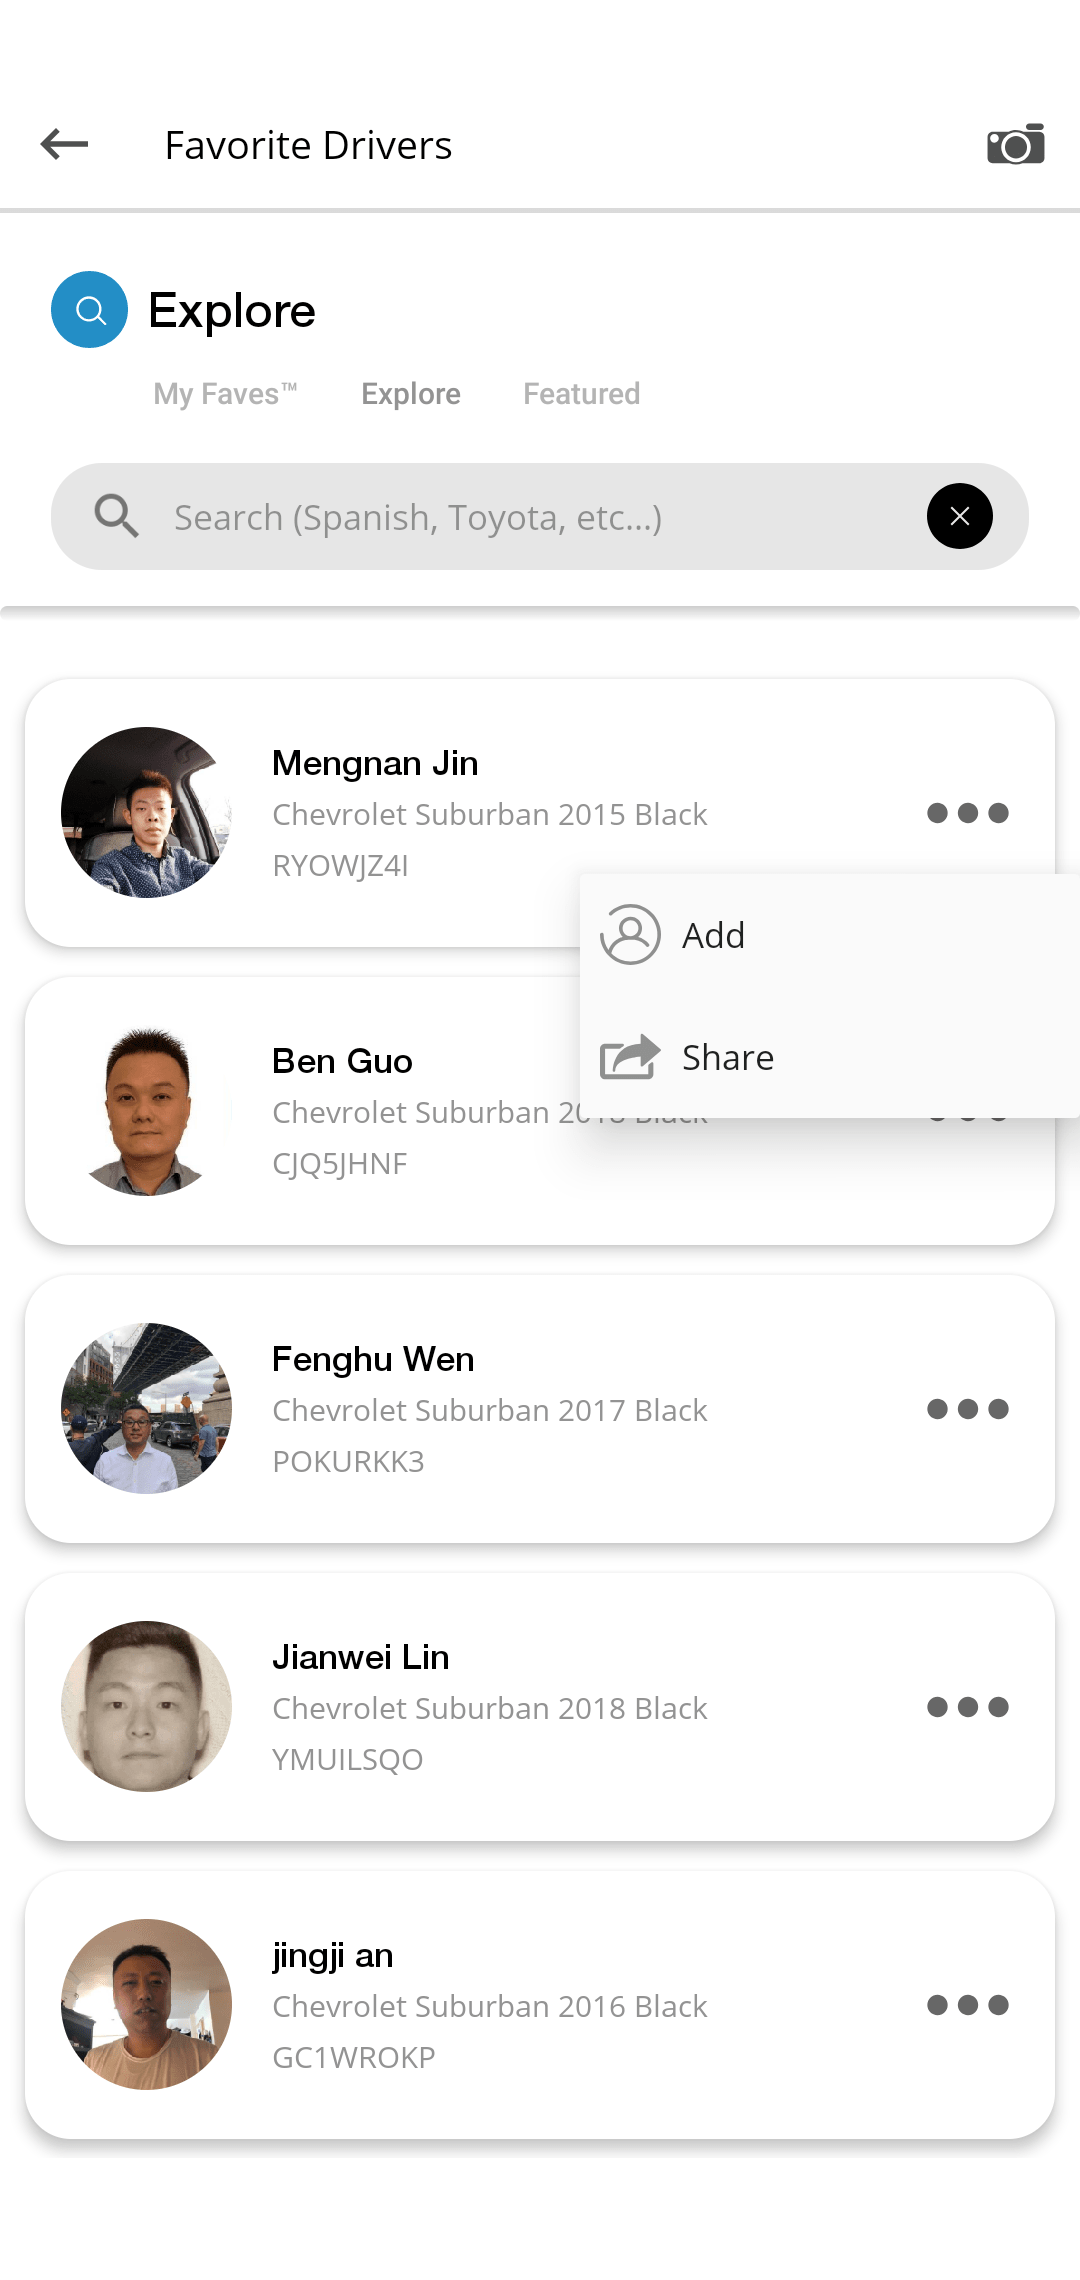 Favorite Drivers
Explore
My Faves™ Explore Featured
Search (Spanish, Toyota, etc...)
Mengnan Jin
Chevrolet Suburban 2015 Black
RYOWJZ4I
Add
Share
Ben Guo
Chevrolet Suburban
CJQ5JHNF
Fenghu Wen
Chevrolet Suburban 2017 Black
POKURKK3
Jianwei Lin
Chevrolet Suburban 2018 Black
YMUILSQO
jingji an
Chevrolet Suburban 2016 Black
GC1WROKP